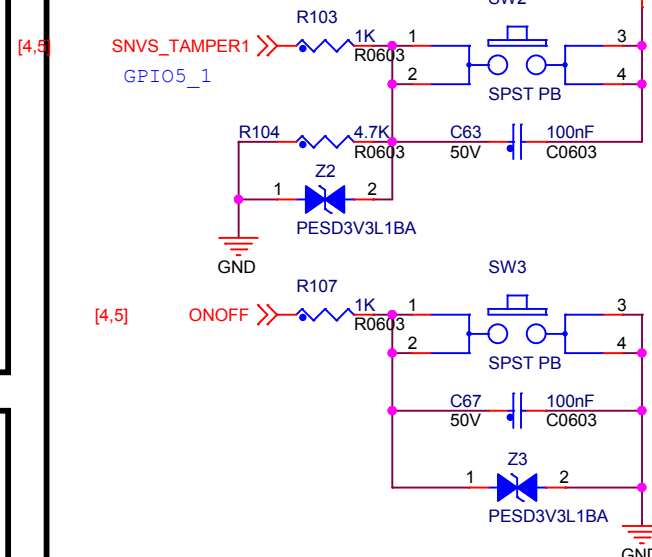 SW2
R103
[4,5] SNVS_TAMPER1 1K 1 3
R0603
GPIO5_1 2 4
SPST PB
R104 4.7K C63 100nF
R0603 50V C0603
Z2
1 2
PESD3V3L1BA
GND
SW3
R107
[4,5] ONOFF 1K 1 3
R0603
2 4
SPST PB
C67 100nF
50V C0603
Z3
1 2
PESD3V3L1BA
GND